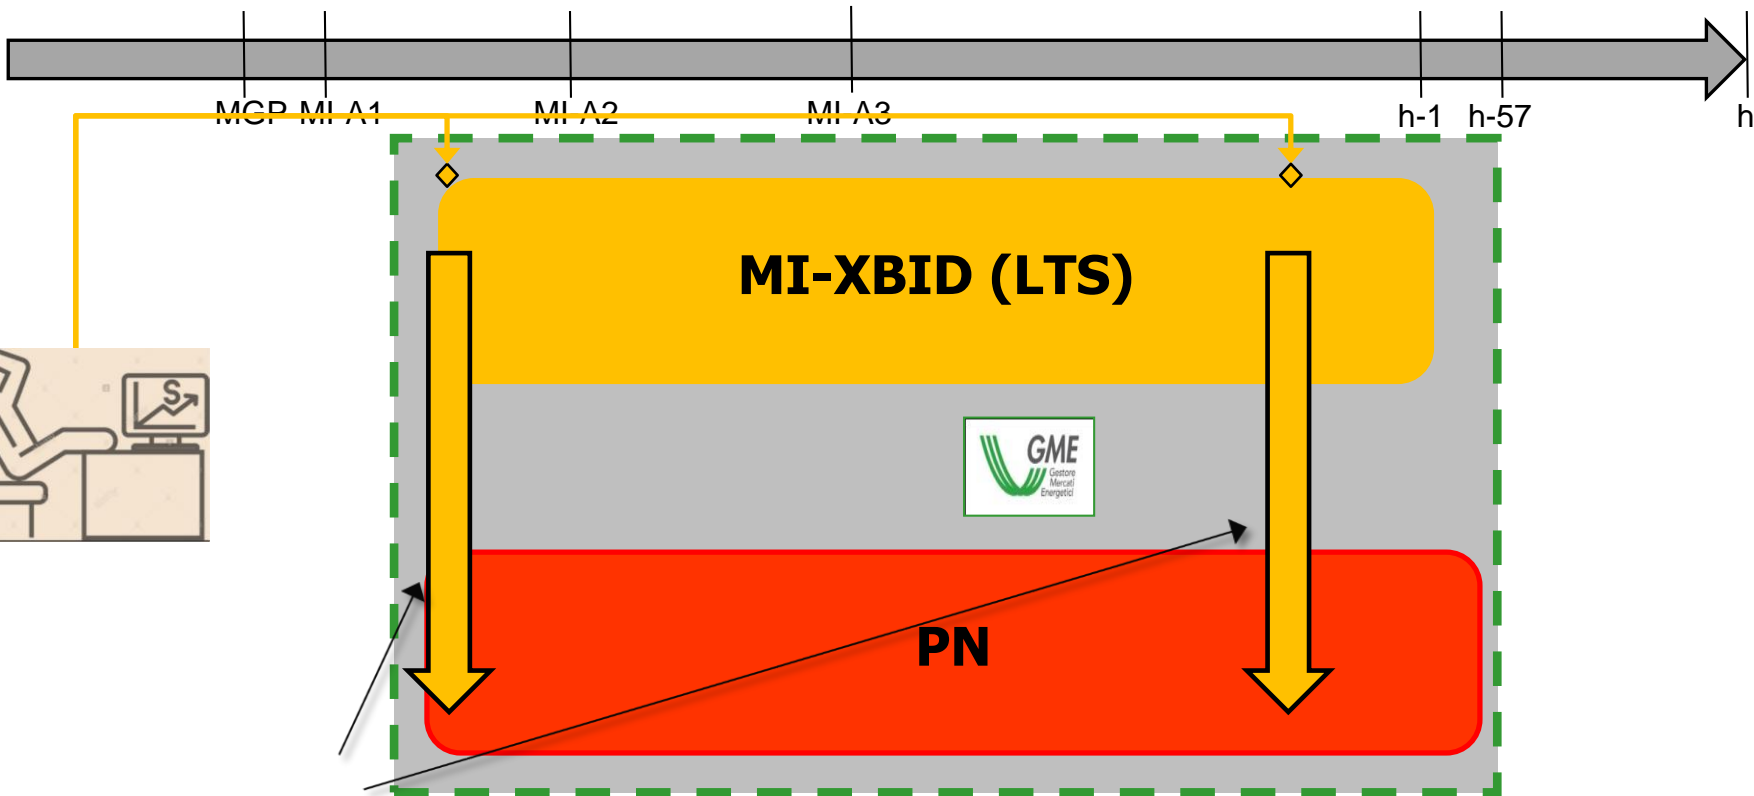 MGP MI-A1 MI-A2 MI-A3 h-1 h-57 h
MI-XBID (LTS)
S
GME
Gestore
Mercati
Energetici
PN